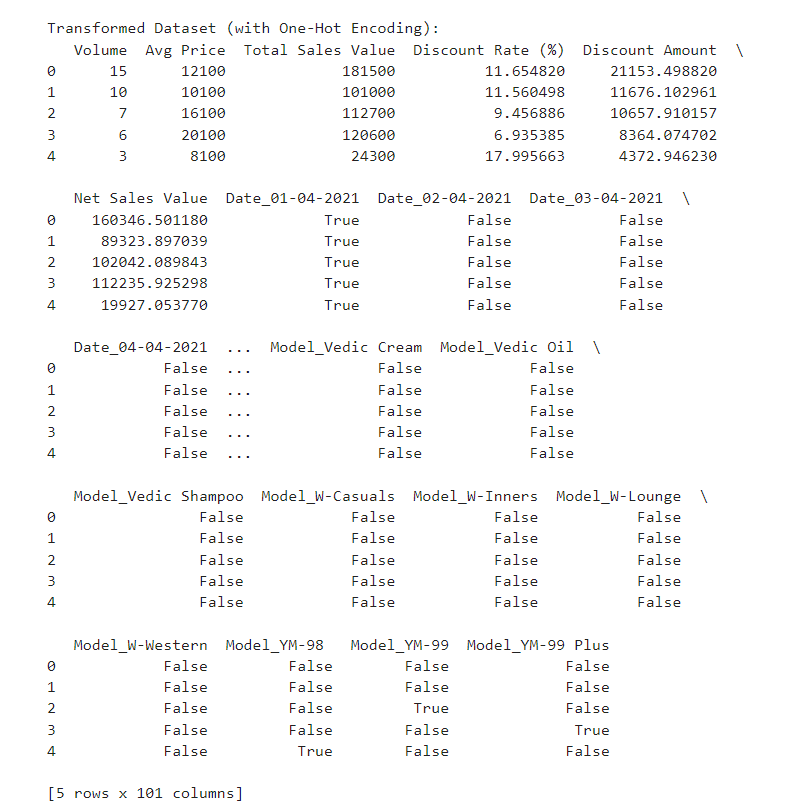 Transformed Dataset (with One-Hot Encoding):
   Volume  Avg Price  Total Sales Value  Discount Rate (%)  Discount Amount  \
0      15      12100             181500          11.654820     21153.498820
1      10      10100             101000          11.560498     11676.102961
2       7      16100             112700           9.456886     10657.910157
3       6      20100             120600           6.935385      8364.074702
4       3       8100              24300          17.995663      4372.946230
   Net Sales Value  Date_01-04-2021  Date_02-04-2021  Date_03-04-2021  \
0    160346.501180             True            False            False
1     89323.897039             True            False            False
2    102042.089843             True            False            False
3    112235.925298             True            False            False
4     19927.053770             True            False            False
   Date_04-04-2021  ...  Model_Vedic Cream  Model_Vedic Oil  \
0            False  ...              False            False
1            False  ...              False            False
2            False  ...              False            False
3            False  ...              False            False
4            False  ...              False            False
   Model_Vedic Shampoo  Model_W-Casuals  Model_W-Inners  Model_W-Lounge  \
0                False            False           False           False
1                False            False           False           False
2                False            False           False           False
3                False            False           False           False
4                False            False           False           False
   Model_W-Western  Model_YM-98   Model_YM-99  Model_YM-99 Plus
0            False         False        False             False
1            False         False        False             False
2            False         False         True             False
3            False         False        False              True
4            False          True        False             False
[5 rows x 101 columns]